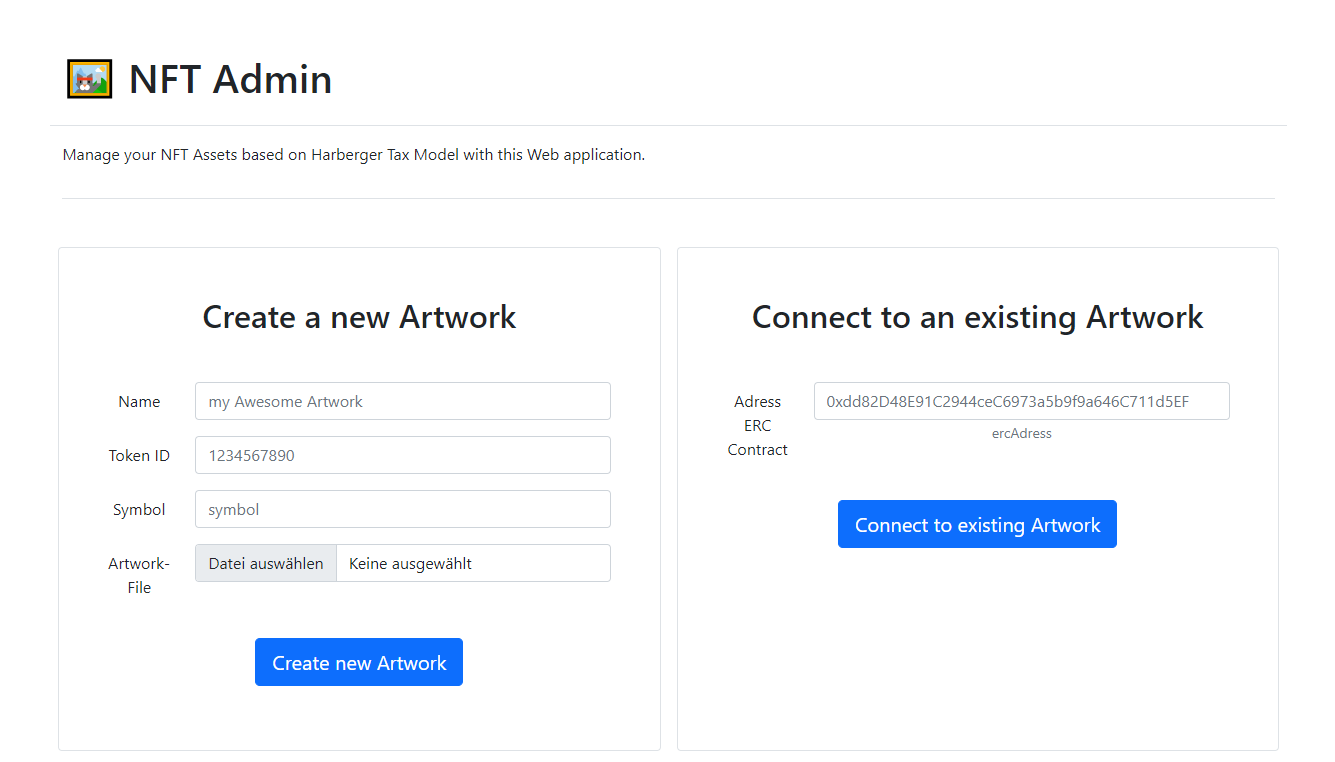 NFT Admin
Manage your NFT Assets based on Harberger Tax Model with this Web application.
Create a new Artwork
Name
my Awesome Artwork
Token ID
1234567890
Symbol
symbol
Artwork-
File
Datei auswählen
Keine ausgewählt
Create new Artwork
Connect to an existing Artwork
Adress
ERC
Contract
0xdd82D48E91C2944ceC6973a5b9f9a646C711d5EF
ercAdress
Connect to existing Artwork